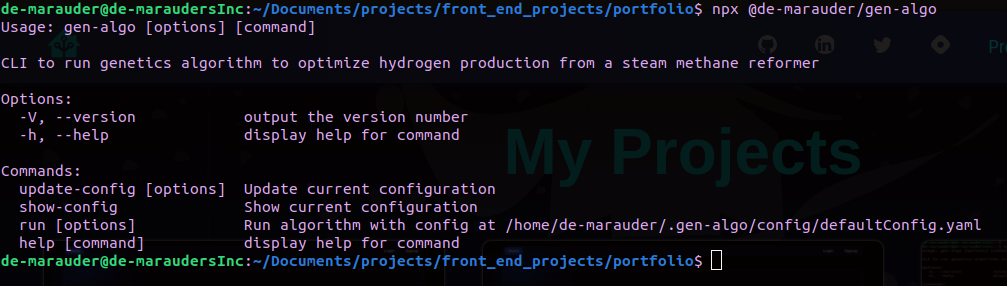 de-marauder@de-maraudersInc:~/Documents/projects/front_end_projects/portfolio$ npx @de-marauder/gen-algo
Usage: gen-algo [options] [command]
CLI to run genetics algorithm to optimize hydrogen production from a steam methane reformer
Options:
-V, --version output the version number
-h, --help display help for command
Commands:
update-config [options] Update current configuration
show-config Show current configuration
run [options] Run algorithm with config at /home/de-marauder/.gen-algo/config/defaultConfig.yaml
help [command] display help for command
de-marauder@de-maraudersInc:~/Documents/projects/front_end_projects/portfolio$
My Projects